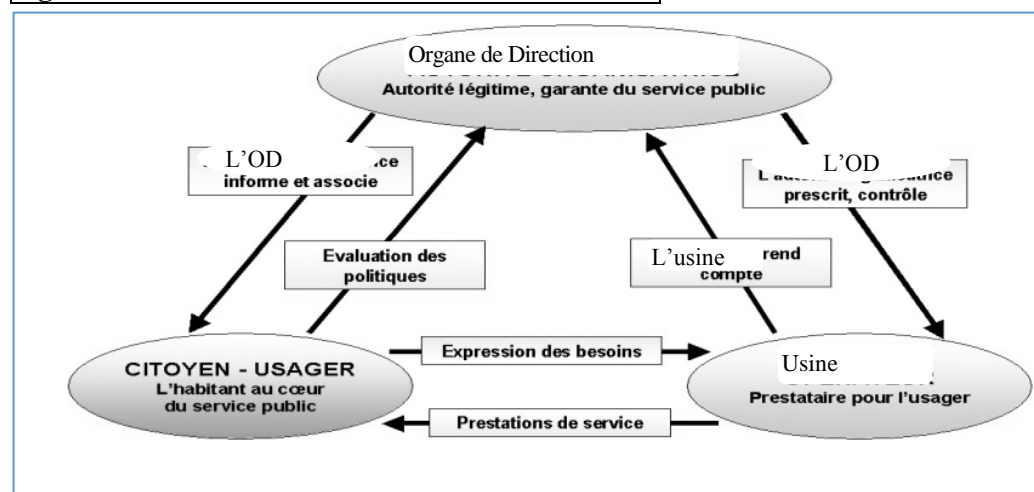 Organe de Direction
Autorité légitime, garante du service public
L'OD
informe et associe
L'OD
prescrit, contrôle
Evaluation des
politiques
L'usine rend
compte
Expression des besoins
CITOYEN - USAGER
L'habitant au cœur
du service public
Usine
Prestataire pour l'usager
Prestations de service